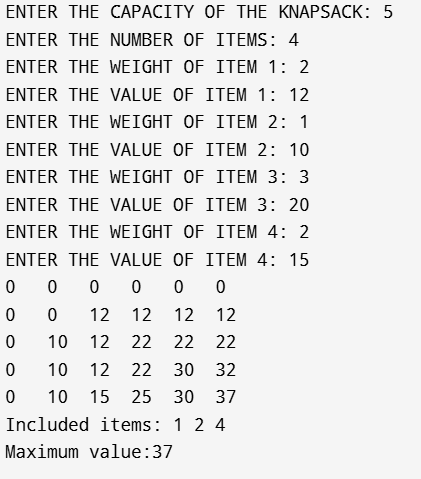 ENTER THE CAPACITY OF THE KNAPSACK: 5
ENTER THE NUMBER OF ITEMS: 4
ENTER THE WEIGHT OF ITEM 1: 2
ENTER THE VALUE OF ITEM 1: 12
ENTER THE WEIGHT OF ITEM 2: 1
ENTER THE VALUE OF ITEM 2: 10
ENTER THE WEIGHT OF ITEM 3: 3
ENTER THE VALUE OF ITEM 3: 20
ENTER THE WEIGHT OF ITEM 4: 2
ENTER THE VALUE OF ITEM 4: 15
0 0 0 0 0 0
0 0 12 12 12 12
0 10 12 22 22 22
0 10 12 22 30 32
0 10 15 25 30 37
Included items: 1 2 4
Maximum value:37